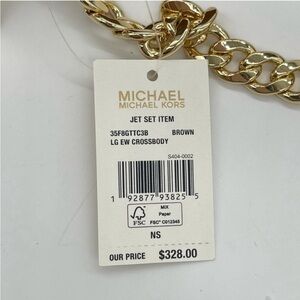 MICHAEL
MICHAEL KORS
JET SET ITEM
35F8GTTC3B BROWN
LG EW CROSSBODY
S404-0002
1 92877 93825 5
MIX
Paper
FSC
FSC® C012345
NS
OUR PRICE $328.00